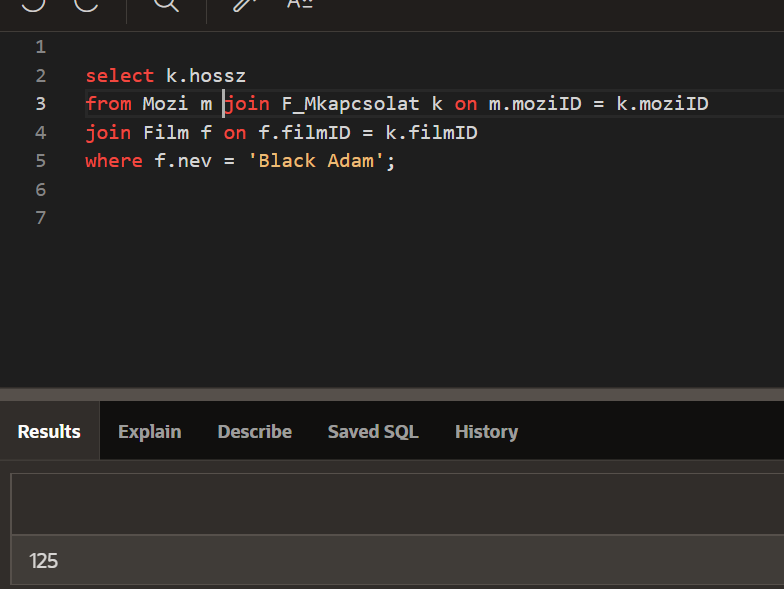 1
2 select k.hossz
3 from Mozi m join F_Mkapcsolat k on m.moziID = k.moziID
4 join Film f on f.filmID = k.filmID
5 where f.nev = 'Black Adam';
6
7
Results Explain Describe Saved SQL History
125